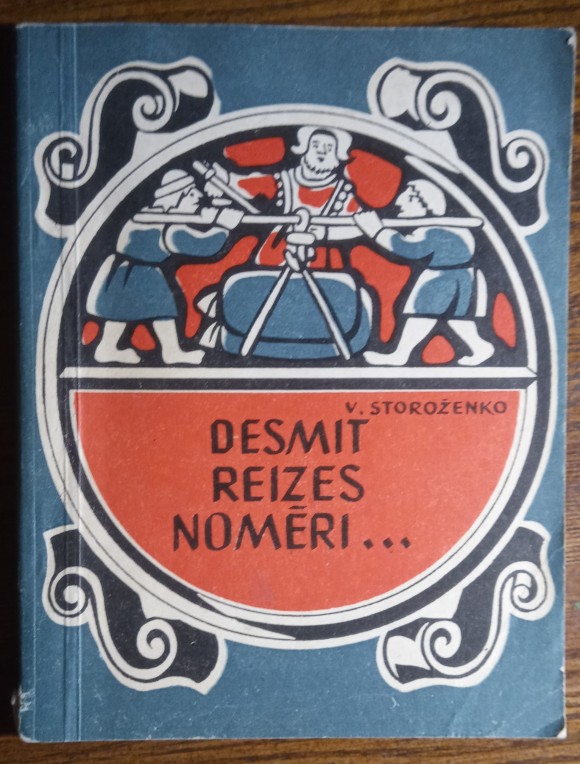 V. STOROŽENKO
DESMIT
REIZES
NOMĒRI...